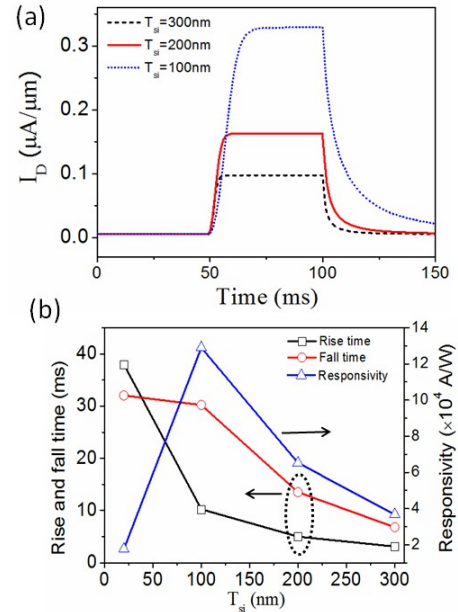 (a)
T_si=300nm
T_si=200nm
T_si=100nm
I_D (μA/μm)
0.3
0.2
0.1
0.0
0 50 100 150
Time (ms)
(b)
Rise time
Fall time
Responsivity
Rise and fall time (ms)
40
30
20
10
0
Responsivity (×10⁴ A/W)
14
12
10
8
6
4
2
0 50 100 150 200 250 300
T_si (nm)